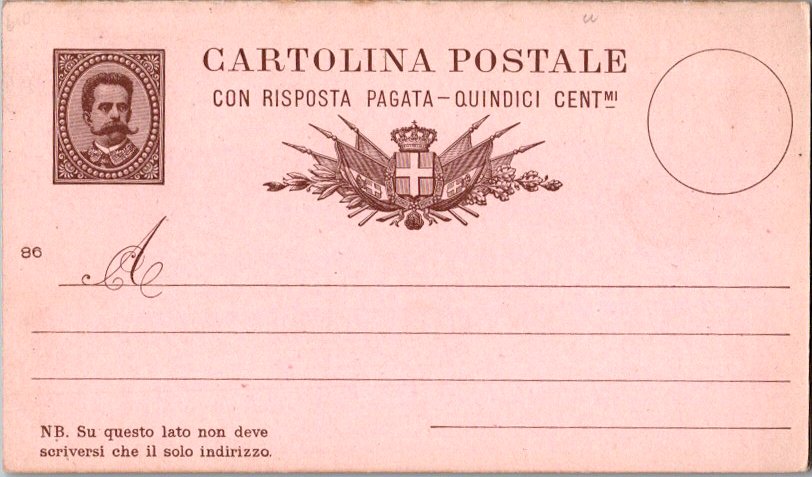 CARTOLINA POSTALE
CON RISPOSTA PAGATA — QUINDICI CENTMI
86
A
NB. Su questo lato non deve
scriversi che il solo indirizzo.